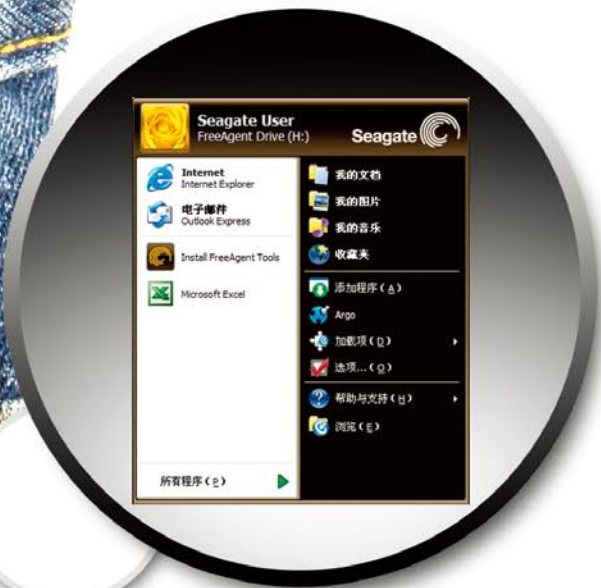 Seagate User
FreeAgent Drive (H:)
Seagate
Internet
Internet Explorer
电子邮件
Outlook Express
Install FreeAgent Tools
Microsoft Excel
所有程序(P)
我的文档
我的图片
我的音乐
收藏夹
添加程序(A)
Argo
加载项(D)
选项...(O)
帮助与支持(H)
浏览(E)